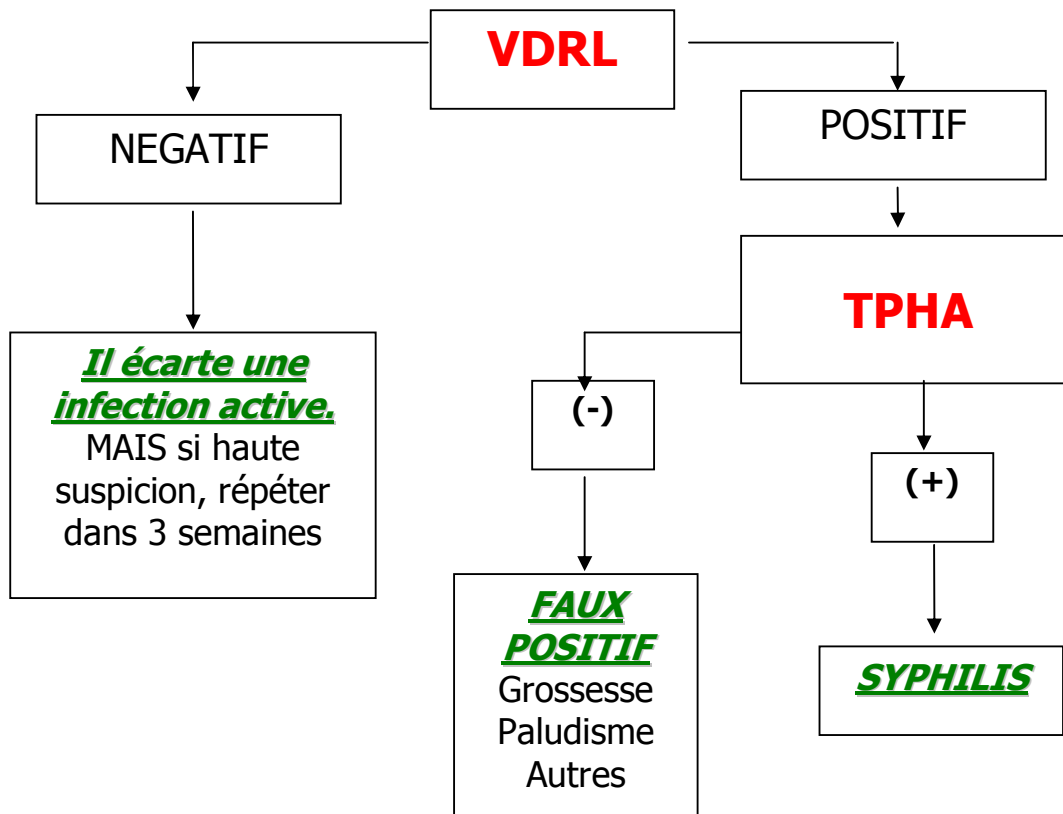 VDRL
NEGATIF
POSITIF
TPHA
Il écarte une
infection active.
MAIS si haute
suspicion, répéter
dans 3 semaines
(-)
(+)
FAUX
POSITIF
Grossesse
Paludisme
Autres
SYPHILIS